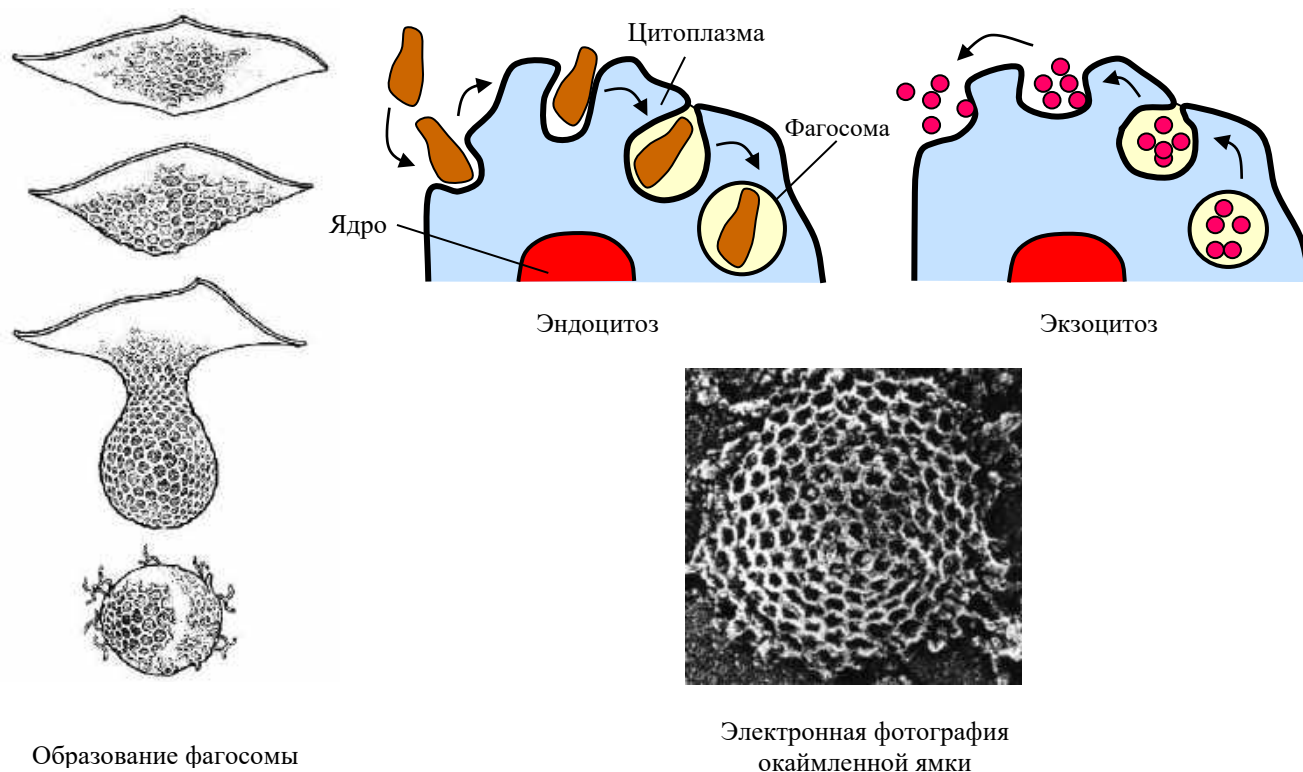 Цитоплазма
Фагосома
Ядро
Эндоцитоз
Экзоцитоз
Образование фагосомы
Электронная фотография
окаймленной ямки